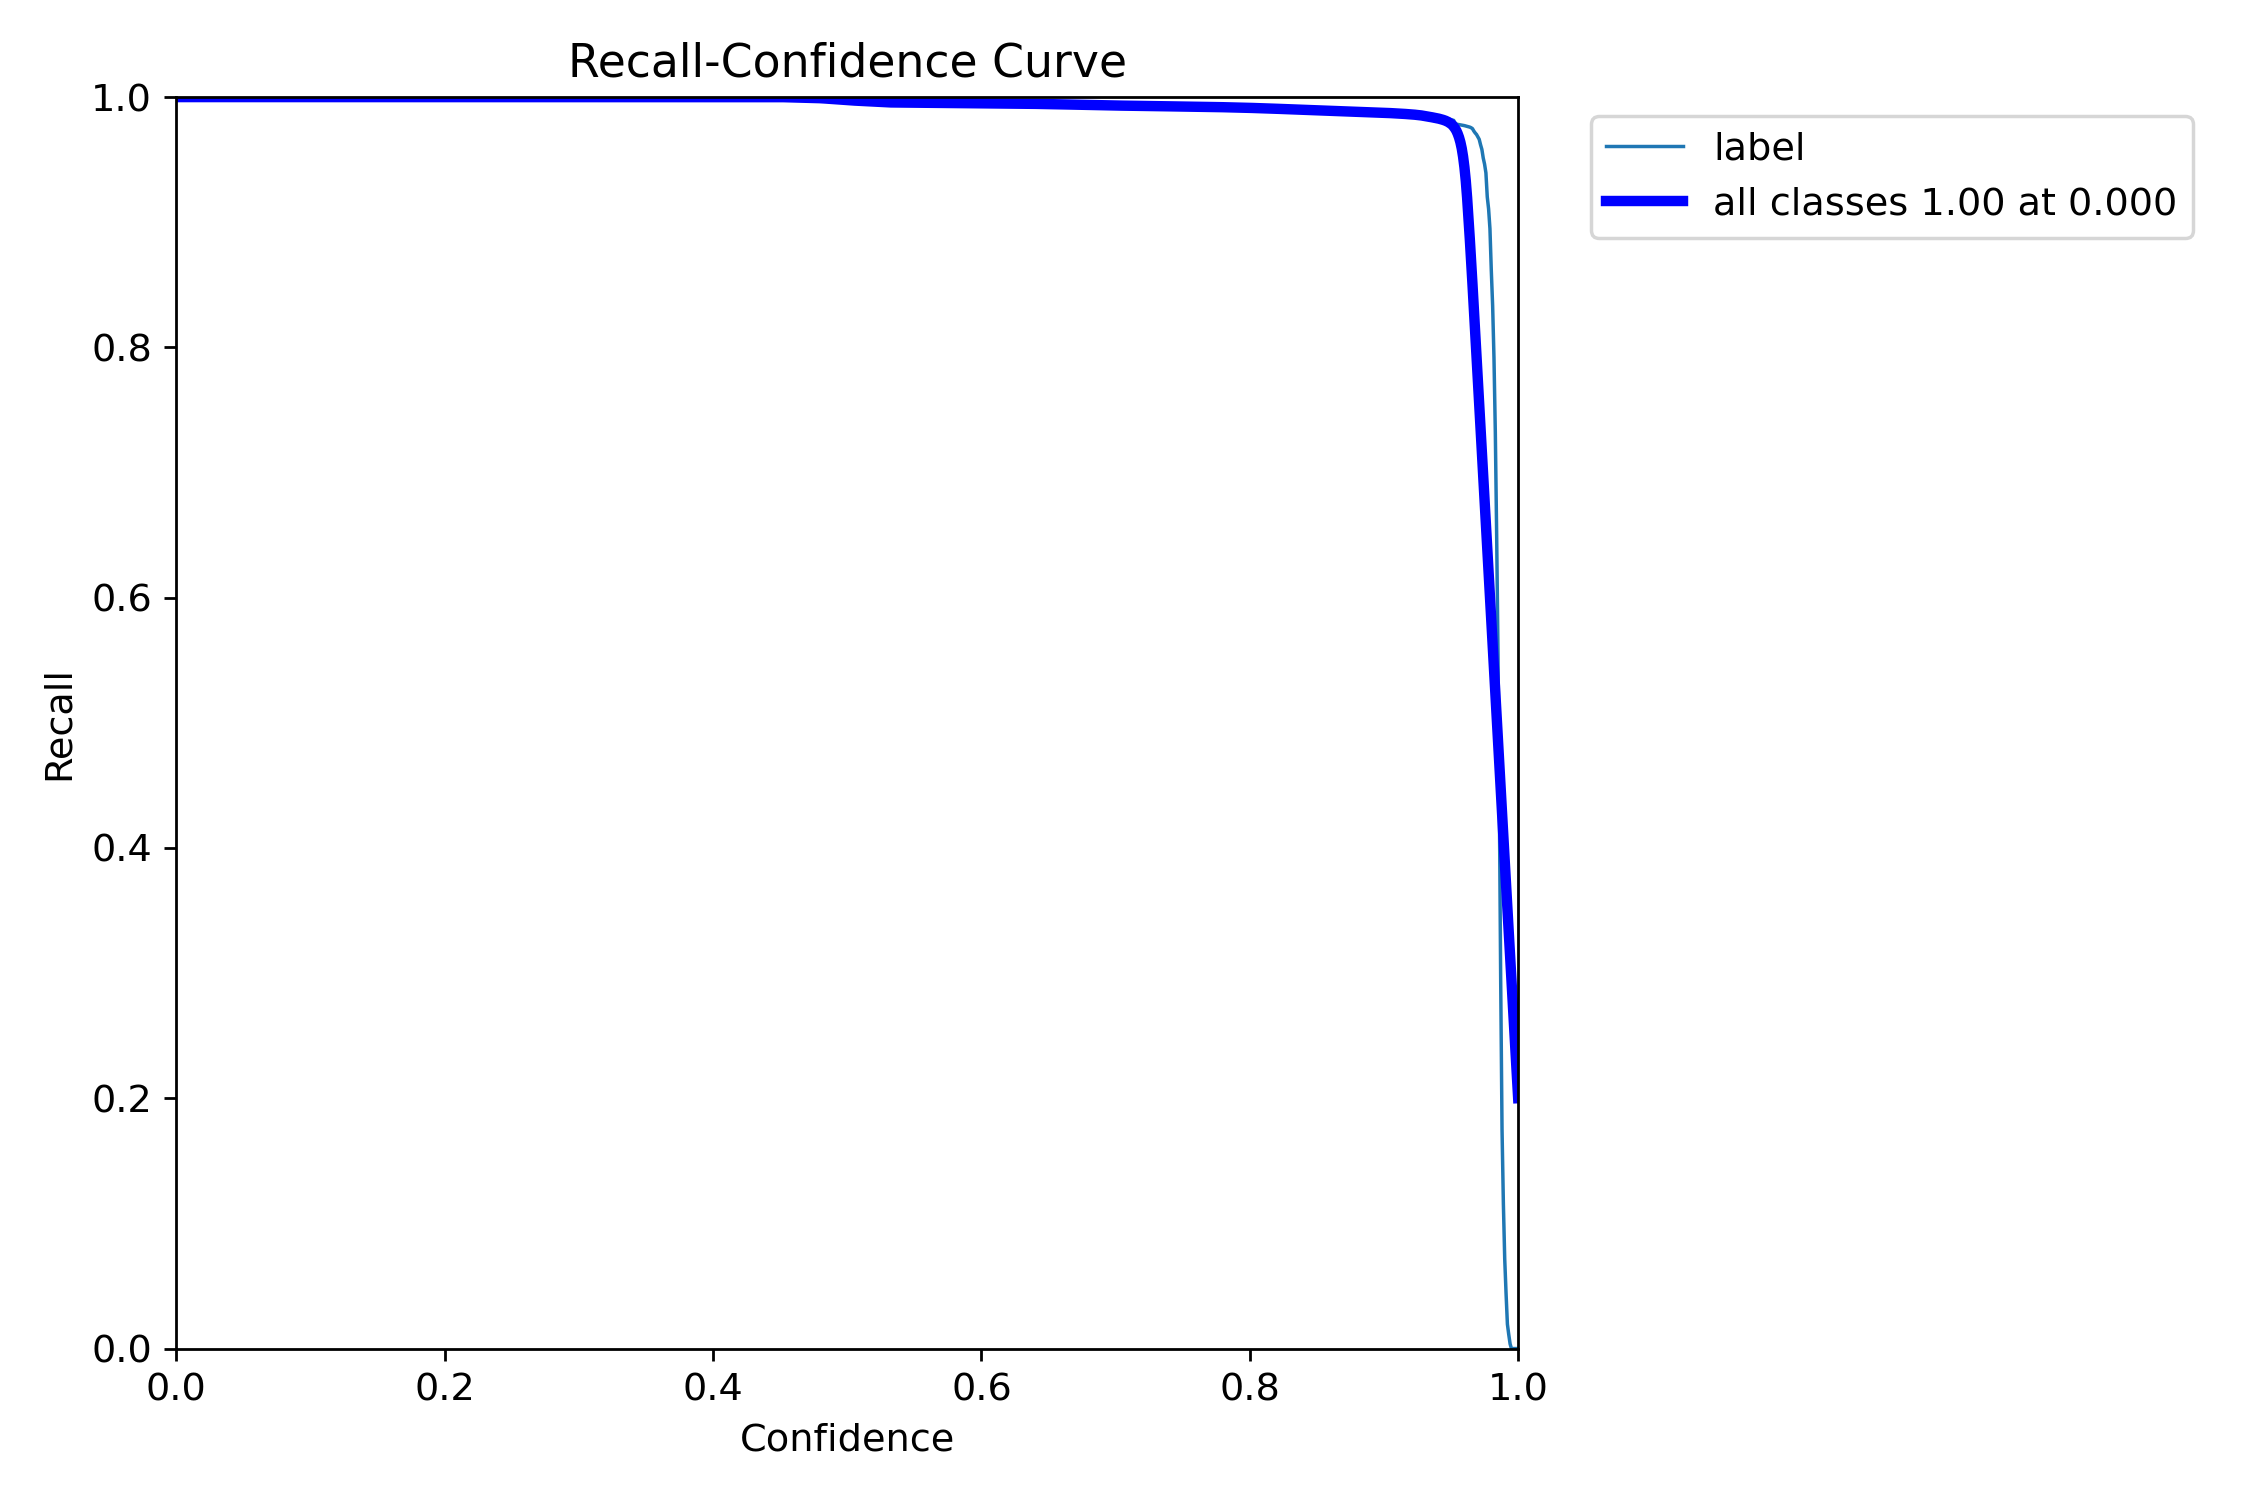 Recall-Confidence Curve
1.0
0.8
0.6
0.4
0.2
0.0
Recall
0.0 0.2 0.4 0.6 0.8 1.0
Confidence
label
all classes 1.00 at 0.000